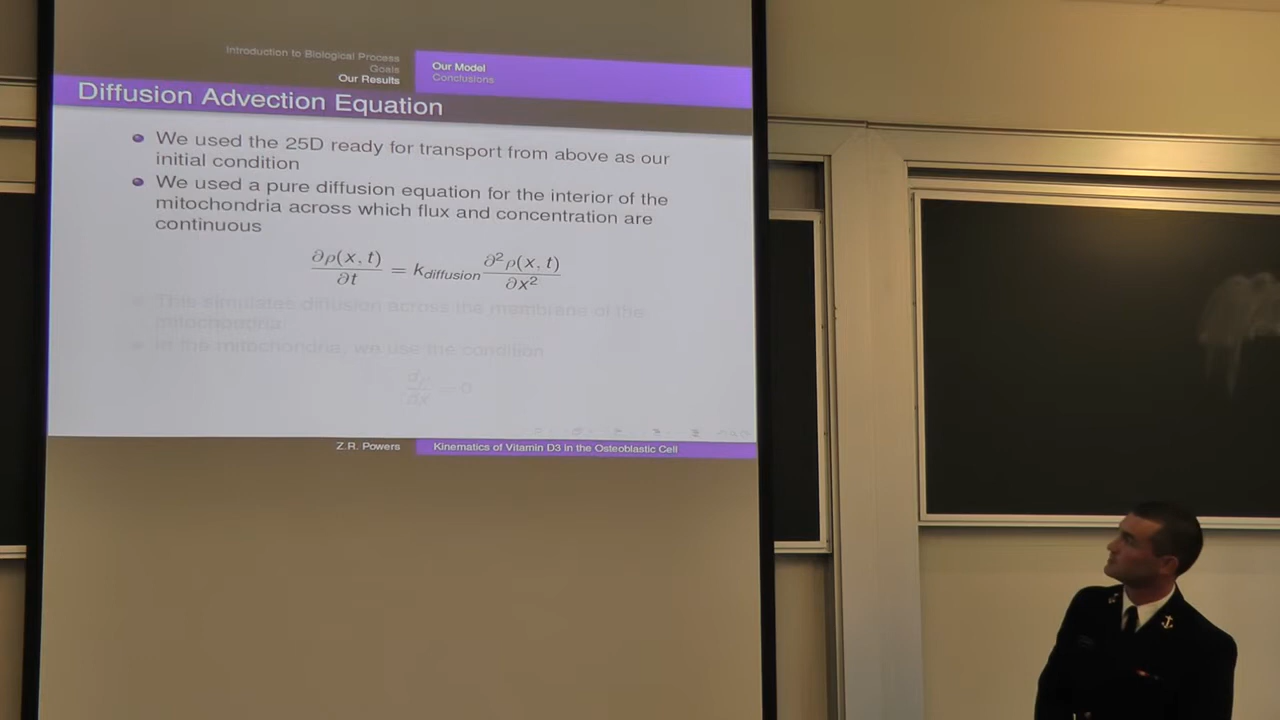 Introduction to Biological Process
Goals
Our Results
Our Model
Conclusions
Diffusion Advection Equation
We used the 25D ready for transport from above as our
initial condition
We used a pure diffusion equation for the interior of the
mitochondria across which flux and concentration are
continuous
∂ρ(x, t)/∂t = k_diffusion ∂²ρ(x, t)/∂x²
This simulates diffusion across the membrane of the
mitochondria
In the mitochondria, we use the condition
∂ρ/∂x = 0
Z.R. Powers
Kinematics of Vitamin D3 in the Osteoblastic Cell